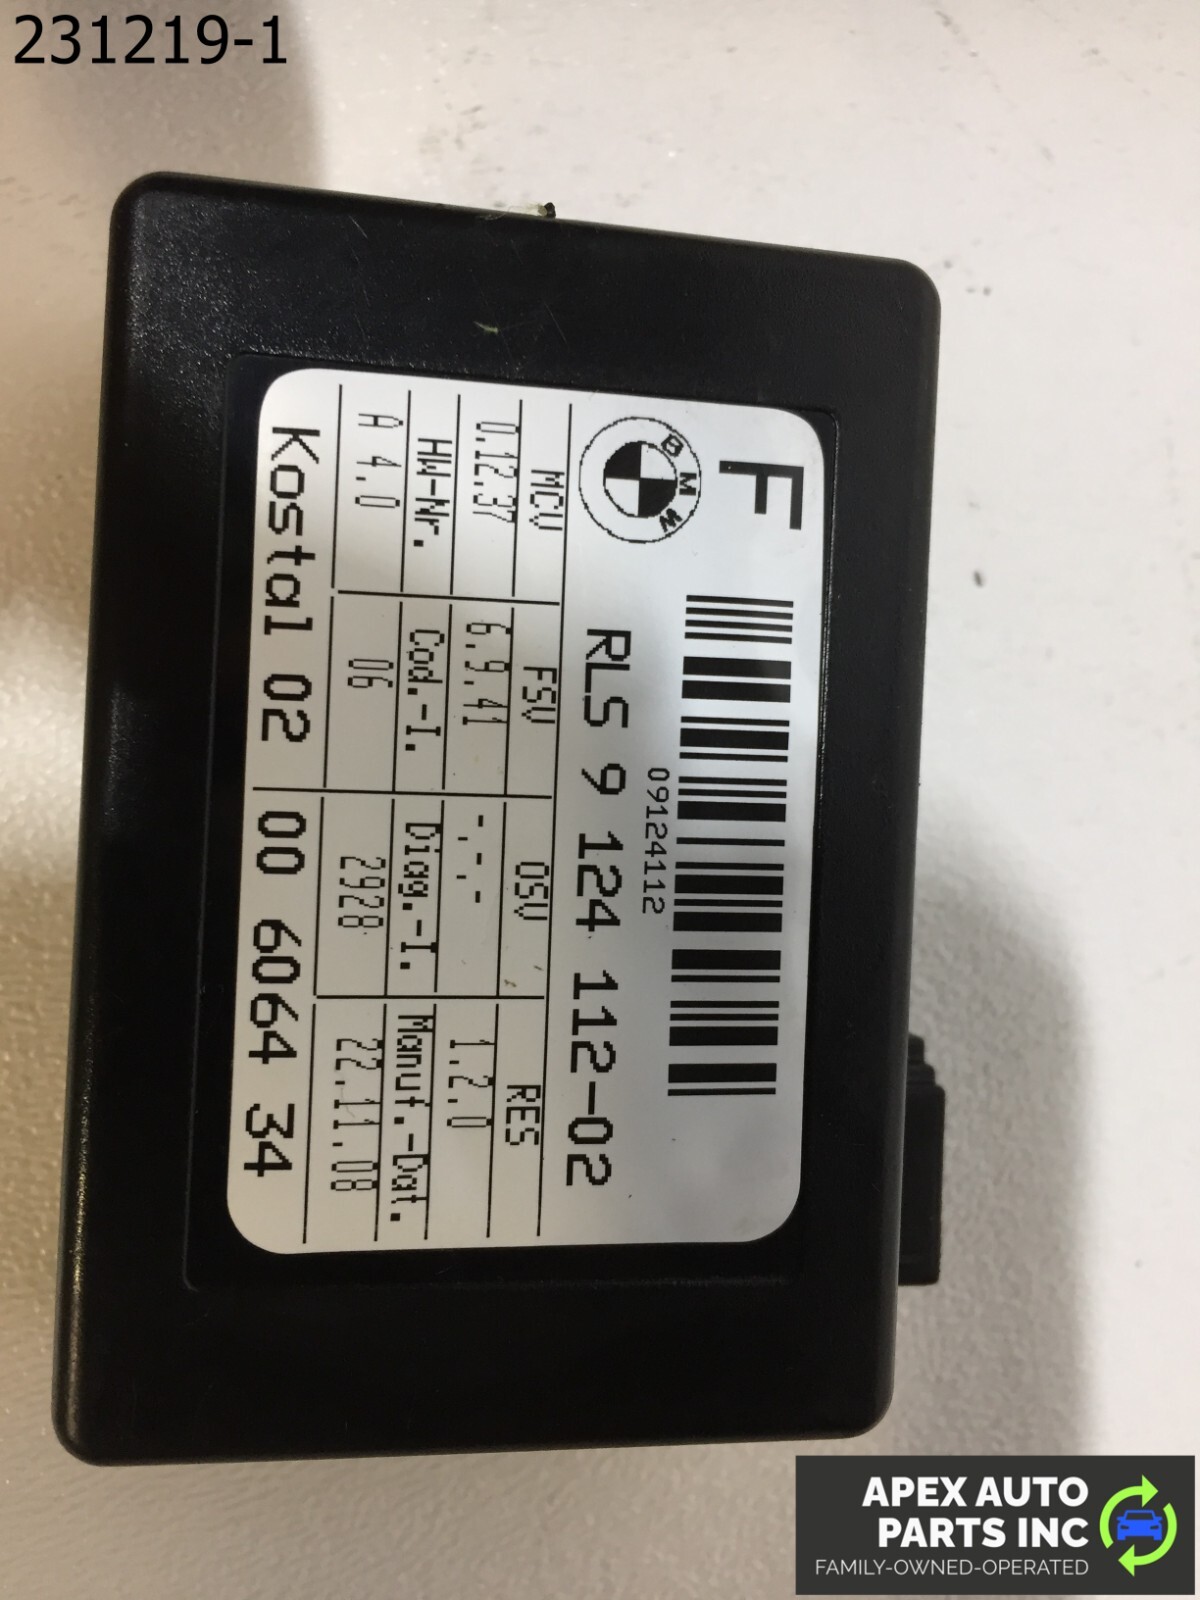 231219-1
F
09124112
BMW
RLS 9 124 112-02
MCV FSV OSV RES
0.12.37 6.9.41 -.-.- 1.2.0
HW-Nr. Cod.-I. Diag.-I. Manuf.-Dat.
A 4.0 06 2928 22.11.08
Kostal 02 00 6064 34
APEX AUTO
PARTS INC
FAMILY-OWNED-OPERATED